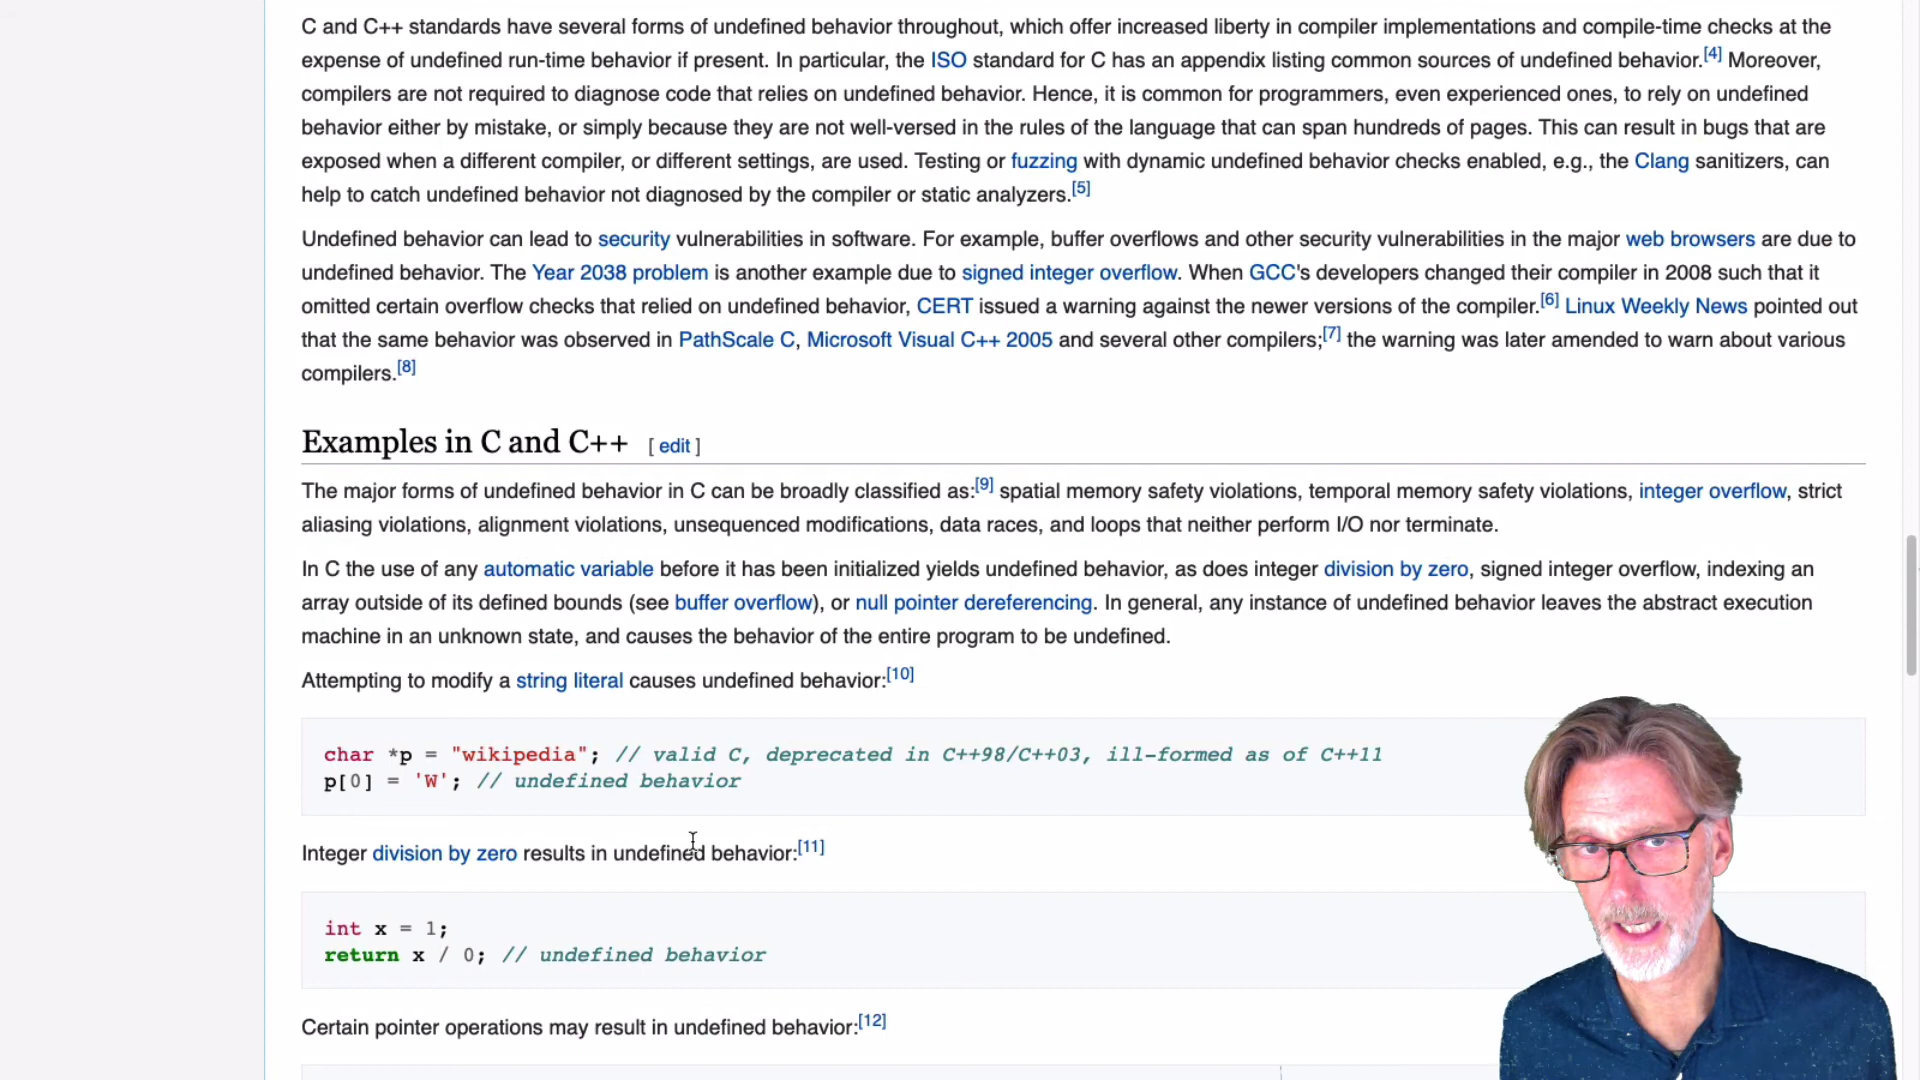 C and C++ standards have several forms of undefined behavior throughout, which offer increased liberty in compiler implementations and compile-time checks at the
expense of undefined run-time behavior if present. In particular, the ISO standard for C has an appendix listing common sources of undefined behavior.[4] Moreover,
compilers are not required to diagnose code that relies on undefined behavior. Hence, it is common for programmers, even experienced ones, to rely on undefined
behavior either by mistake, or simply because they are not well-versed in the rules of the language that can span hundreds of pages. This can result in bugs that are
exposed when a different compiler, or different settings, are used. Testing or fuzzing with dynamic undefined behavior checks enabled, e.g., the Clang sanitizers, can
help to catch undefined behavior not diagnosed by the compiler or static analyzers.[5]
Undefined behavior can lead to security vulnerabilities in software. For example, buffer overflows and other security vulnerabilities in the major web browsers are due to
undefined behavior. The Year 2038 problem is another example due to signed integer overflow. When GCC's developers changed their compiler in 2008 such that it
omitted certain overflow checks that relied on undefined behavior, CERT issued a warning against the newer versions of the compiler.[6] Linux Weekly News pointed out
that the same behavior was observed in PathScale C, Microsoft Visual C++ 2005 and several other compilers;[7] the warning was later amended to warn about various
compilers.[8]
Examples in C and C++ [ edit ]
The major forms of undefined behavior in C can be broadly classified as:[9] spatial memory safety violations, temporal memory safety violations, integer overflow, strict
aliasing violations, alignment violations, unsequenced modifications, data races, and loops that neither perform I/O nor terminate.
In C the use of any automatic variable before it has been initialized yields undefined behavior, as does integer division by zero, signed integer overflow, indexing an
array outside of its defined bounds (see buffer overflow), or null pointer dereferencing. In general, any instance of undefined behavior leaves the abstract execution
machine in an unknown state, and causes the behavior of the entire program to be undefined.
Attempting to modify a string literal causes undefined behavior:[10]
char *p = "wikipedia"; // valid C, deprecated in C++98/C++03, ill-formed as of C++11
p[0] = 'W'; // undefined behavior
Integer division by zero results in undefined behavior:[11]
int x = 1;
return x / 0; // undefined behavior
Certain pointer operations may result in undefined behavior:[12]